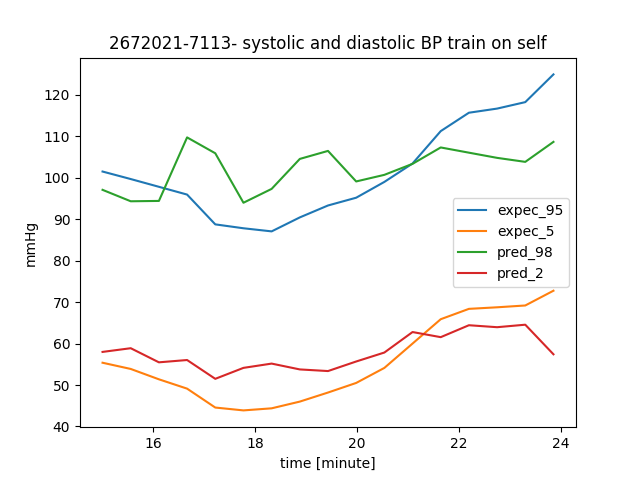 2672021-7113- systolic and diastolic BP train on self
mmHg
120
110
100
90
80
70
60
50
40
expec_95
expec_5
pred_98
pred_2
16
18
20
22
24
time [minute]